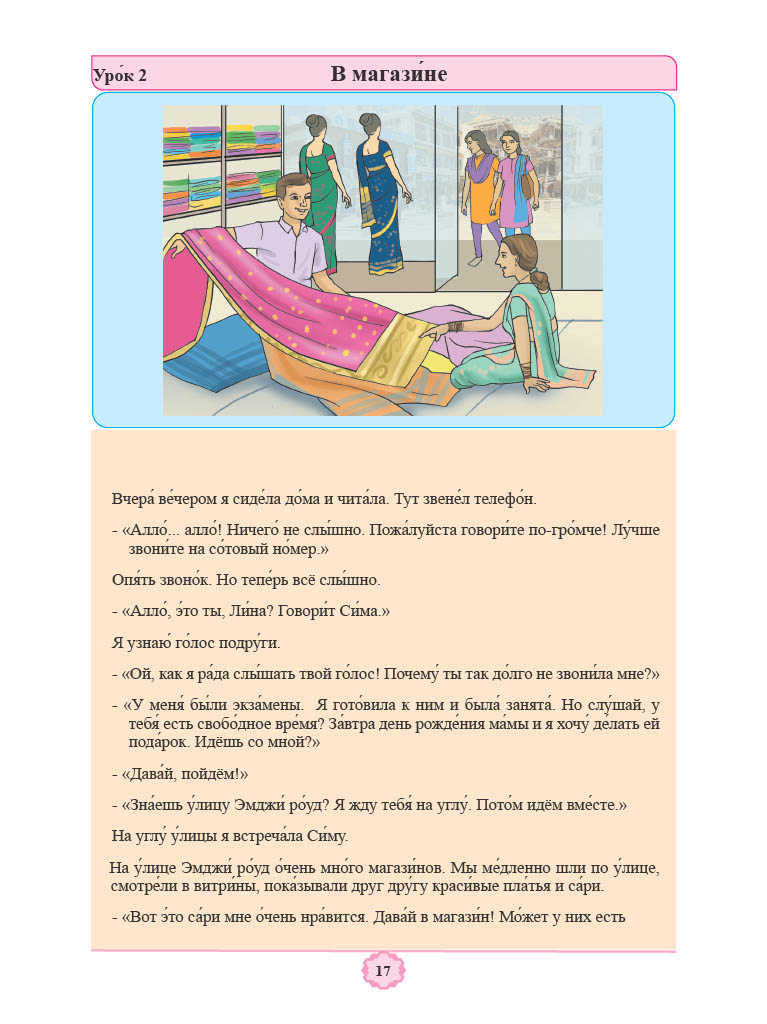 Уро́к 2
В магази́не
Вчера́ ве́чером я сиде́ла до́ма и чита́ла. Тут звене́л телефо́н.
- «Алло́... алло́! Ничего́ не слы́шно. Пожа́луйста говори́те по-гро́мче! Лу́чше
звони́те на со́товый но́мер.»
Опя́ть звоно́к. Но тепе́рь всё слы́шно.
- «Алло́, э́то ты, Ли́на? Говори́т Си́ма.»
Я узнаю́ го́лос подру́ги.
- «Ой, как я ра́да слы́шать твой го́лос! Почему́ ты так до́лго не звони́ла мне?»
- «У меня́ бы́ли экза́мены. Я гото́вила к ним и была́ занята́. Но слу́шай, у
тебя́ есть свобо́дное вре́мя? За́втра день рожде́ния ма́мы и я хочу́ де́лать ей
пода́рок. Идёшь со мной?»
- «Дава́й, пойдём!»
- «Зна́ешь у́лицу Эмджи́ ро́уд? Я жду тебя́ на углу́. Пото́м идём вме́сте.»
На углу́ у́лицы я встреча́ла Си́му.
На у́лице Эмджи́ ро́уд о́чень мно́го магази́нов. Мы ме́дленно шли по у́лице,
смотре́ли в витри́ны, пока́зывали друг дру́гу краси́вые пла́тья и са́ри.
- «Вот э́то са́ри мне о́чень нра́вится. Дава́й в магази́н! Мо́жет у них есть
17